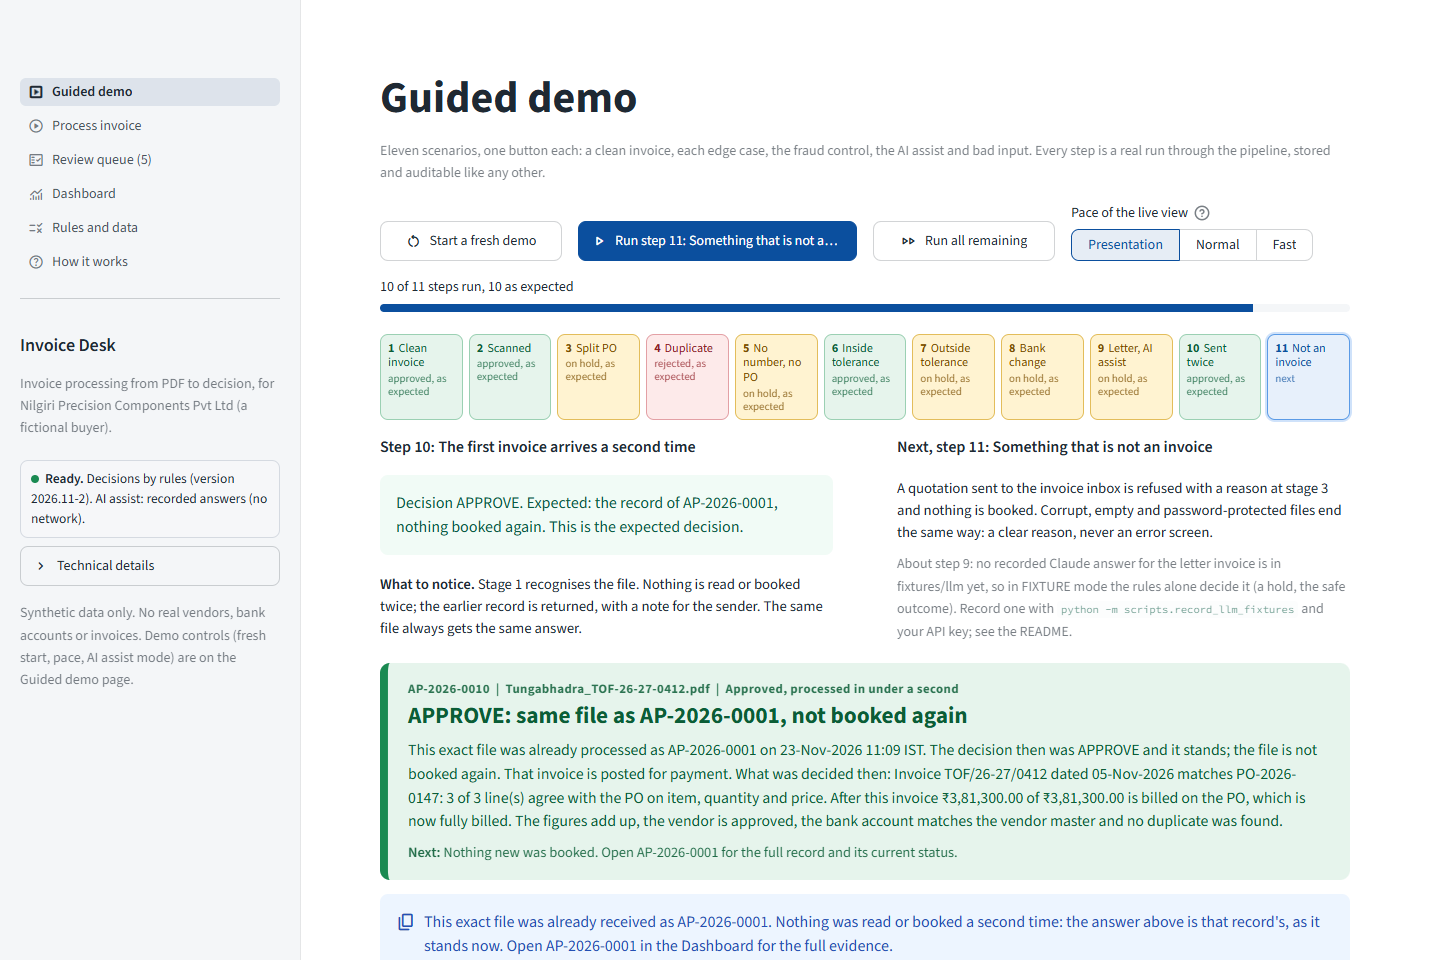 Guided demo
Process invoice
Review queue (5)
Dashboard
Rules and data
How it works
Invoice Desk
Invoice processing from PDF to decision, for
Nilgiri Precision Components Pvt Ltd (a
fictional buyer).
Ready. Decisions by rules (version
2026.11-2). AI assist: recorded answers (no
network).
Technical details
Synthetic data only. No real vendors, bank
accounts or invoices. Demo controls (fresh
start, pace, AI assist mode) are on the
Guided demo page.
Guided demo
Eleven scenarios, one button each: a clean invoice, each edge case, the fraud control, the AI assist and bad input. Every step is a real run through the pipeline, stored
and auditable like any other.
Start a fresh demo
Run step 11: Something that is not a...
Run all remaining
Pace of the live view
Presentation Normal Fast
10 of 11 steps run, 10 as expected
1 Clean
invoice
approved, as
expected
2 Scanned
approved, as
expected
3 Split PO
on hold, as
expected
4 Duplicate
rejected, as
expected
5 No
number, no
PO
on hold, as
expected
6 Inside
tolerance
approved, as
expected
7 Outside
tolerance
on hold, as
expected
8 Bank
change
on hold, as
expected
9 Letter, AI
assist
on hold, as
expected
10 Sent
twice
approved, as
expected
11 Not an
invoice
next
Step 10: The first invoice arrives a second time
Decision APPROVE. Expected: the record of AP-2026-0001,
nothing booked again. This is the expected decision.
What to notice. Stage 1 recognises the file. Nothing is read or booked
twice; the earlier record is returned, with a note for the sender. The same
file always gets the same answer.
Next, step 11: Something that is not an invoice
A quotation sent to the invoice inbox is refused with a reason at stage 3
and nothing is booked. Corrupt, empty and password-protected files end
the same way: a clear reason, never an error screen.
About step 9: no recorded Claude answer for the letter invoice is in
fixtures/llm yet, so in FIXTURE mode the rules alone decide it (a hold, the safe
outcome). Record one with python -m scripts.record_llm_fixtures and
your API key; see the README.
AP-2026-0010 | Tungabhadra_TOF-26-27-0412.pdf | Approved, processed in under a second
APPROVE: same file as AP-2026-0001, not booked again
This exact file was already processed as AP-2026-0001 on 23-Nov-2026 11:09 IST. The decision then was APPROVE and it stands; the file is not
booked again. That invoice is posted for payment. What was decided then: Invoice TOF/26-27/0412 dated 05-Nov-2026 matches PO-2026-
0147: 3 of 3 line(s) agree with the PO on item, quantity and price. After this invoice ₹3,81,300.00 of ₹3,81,300.00 is billed on the PO, which is
now fully billed. The figures add up, the vendor is approved, the bank account matches the vendor master and no duplicate was found.
Next: Nothing new was booked. Open AP-2026-0001 for the full record and its current status.
This exact file was already received as AP-2026-0001. Nothing was read or booked a second time: the answer above is that record's, as it
stands now. Open AP-2026-0001 in the Dashboard for the full evidence.